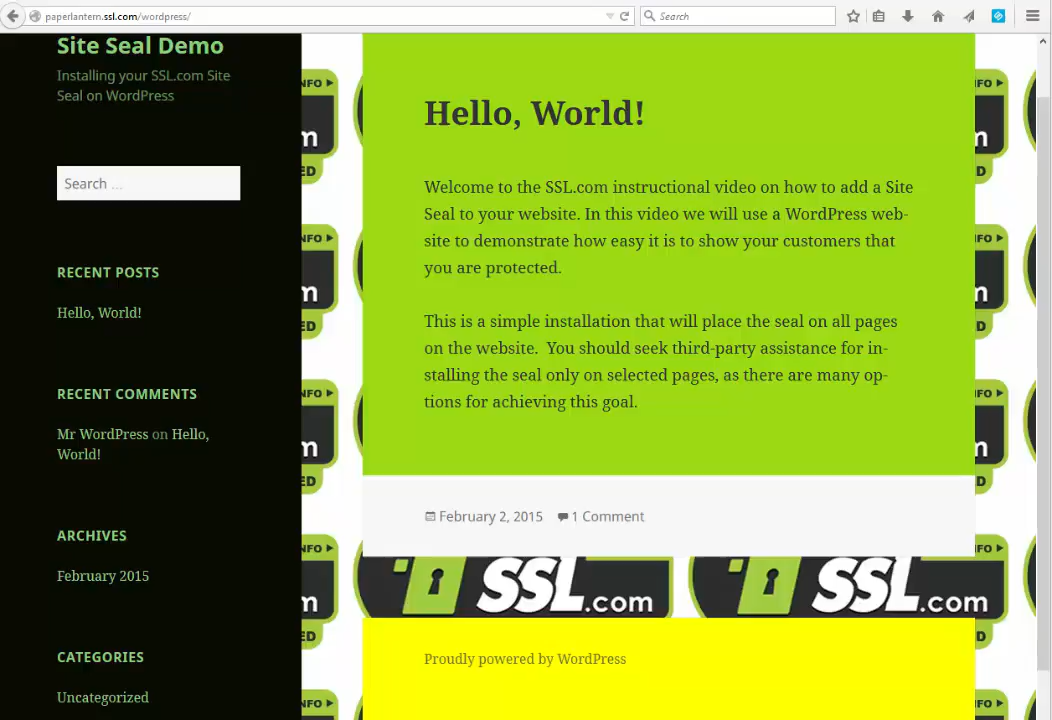 paperlantern.ssl.com/wordpress/
Search
Site Seal Demo
Installing your SSL.com Site
Seal on WordPress
Search ...
RECENT POSTS
Hello, World!
RECENT COMMENTS
Mr WordPress on Hello,
World!
ARCHIVES
February 2015
CATEGORIES
Uncategorized
Hello, World!
Welcome to the SSL.com instructional video on how to add a Site
Seal to your website. In this video we will use a WordPress web-
site to demonstrate how easy it is to show your customers that
you are protected.
This is a simple installation that will place the seal on all pages
on the website. You should seek third-party assistance for in-
stalling the seal only on selected pages, as there are many op-
tions for achieving this goal.
February 2, 2015 1 Comment
SSL.com SSL.com
Proudly powered by WordPress